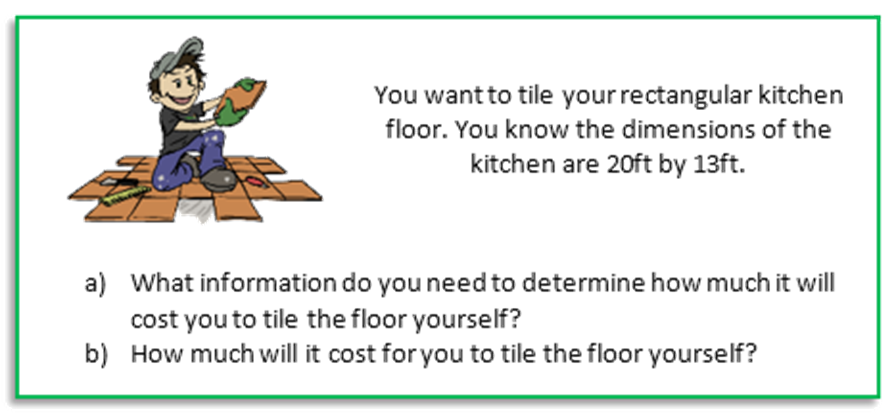 You want to tile your rectangular kitchen
floor. You know the dimensions of the
kitchen are 20ft by 13ft.
a) What information do you need to determine how much it will
cost you to tile the floor yourself?
b) How much will it cost for you to tile the floor yourself?